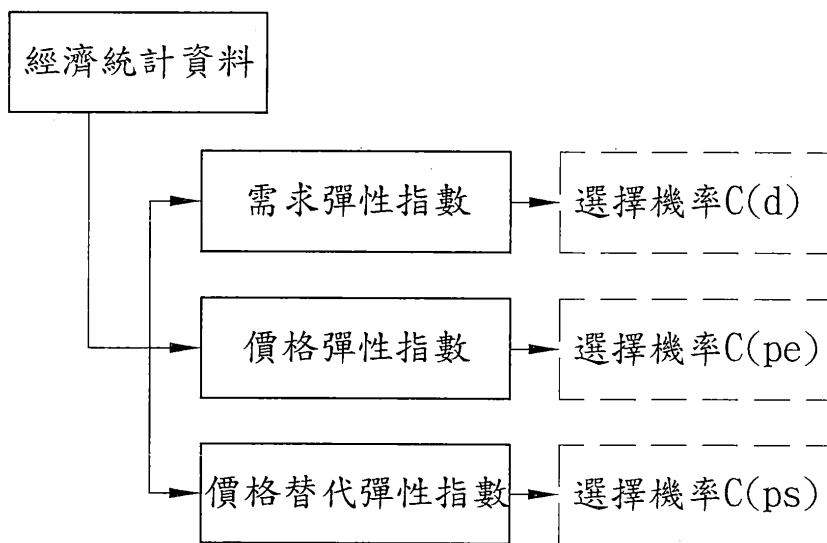 經濟統計資料
需求彈性指數
選擇機率C(d)
價格彈性指數
選擇機率C(pe)
價格替代彈性指數
選擇機率C(ps)